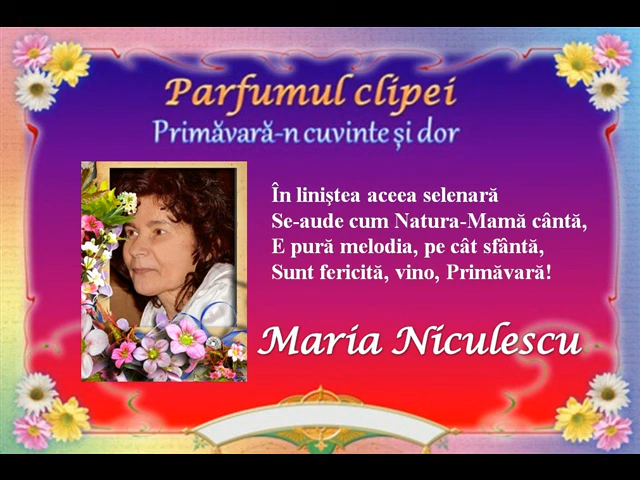 Parfumul clipei
Primăvară-n cuvinte și dor
În liniştea aceea selenară
Se-aude cum Natura-Mamă cântă,
E pură melodia, pe cât sfântă,
Sunt fericită, vino, Primăvară!
Maria Niculescu